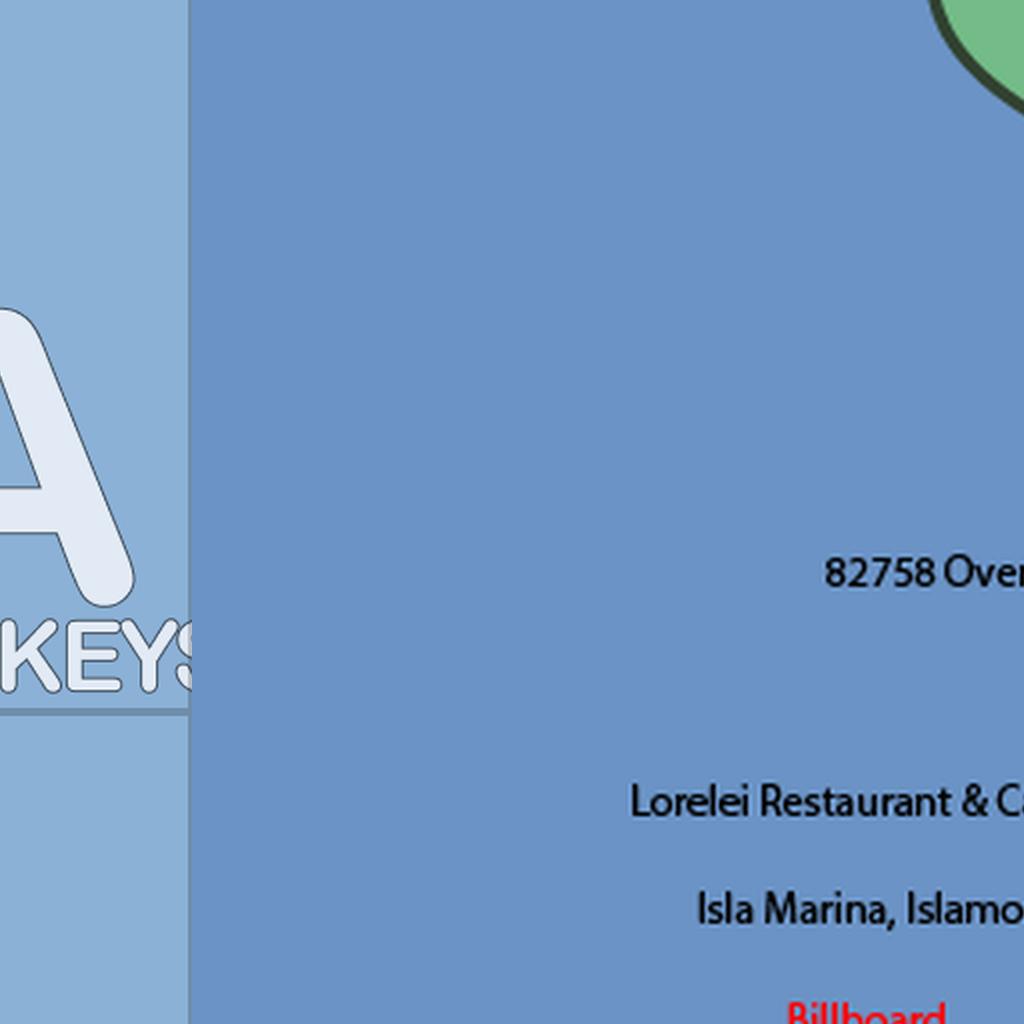 A
KEYS
82758 Over
Lorelei Restaurant & Ca
Isla Marina, Islamo
Billboard